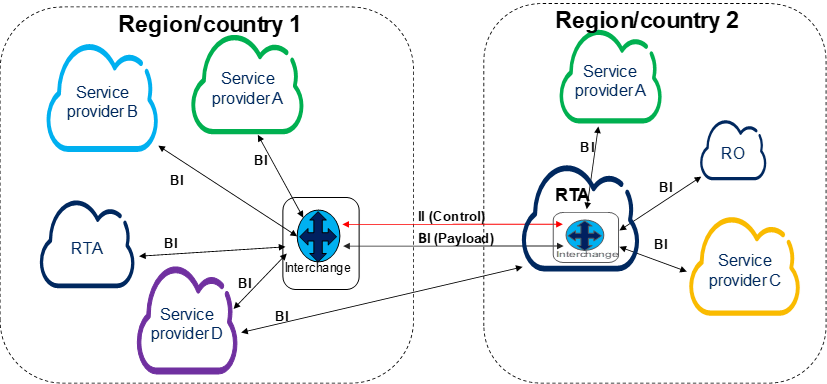 Region/country 1
Region/country 2
Service
provider B
Service
provider A
Service
provider A
BI
BI
BI
RO
RTA
BI
II (Control)
RTA
BI
BI (Payload)
BI
Interchange
Interchange
Service
provider C
BI
Service
provider D
BI